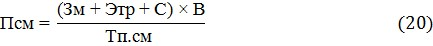 Псм = (Зм + Этр + С) × В / Тп.см (20)